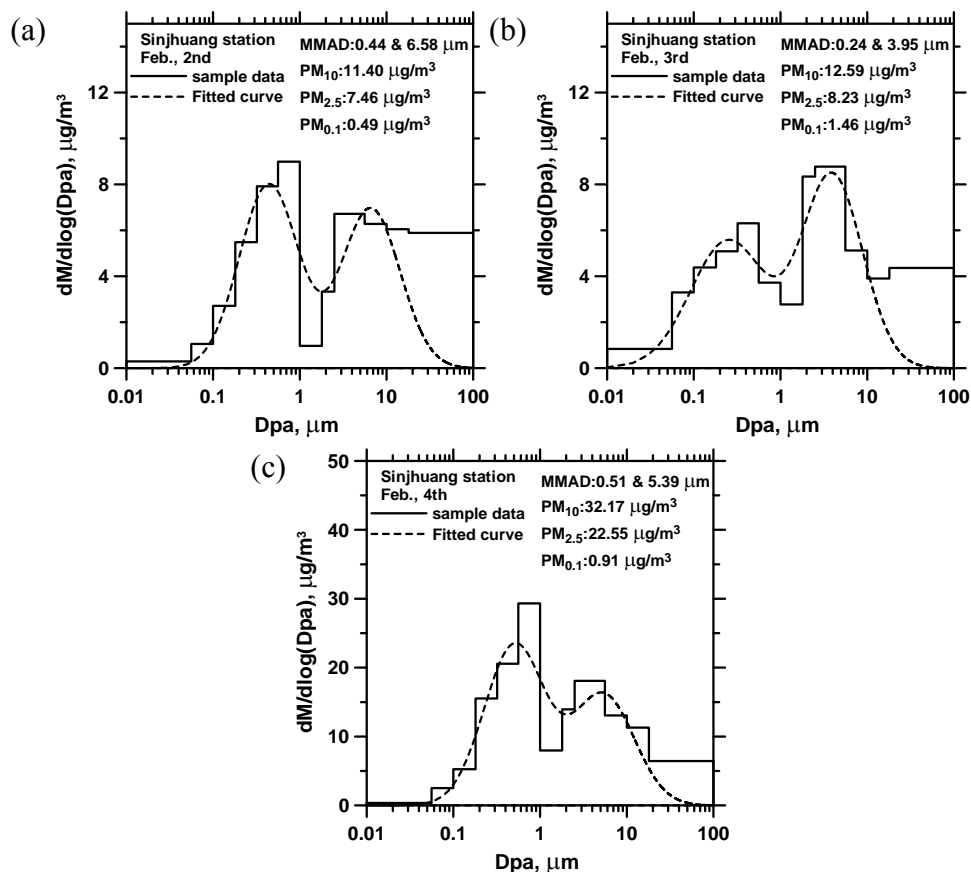 (a)
Sinjhuang station
Feb., 2nd
sample data
Fitted curve
MMAD:0.44 & 6.58 μm
PM10:11.40 μg/m3
PM2.5:7.46 μg/m3
PM0.1:0.49 μg/m3
dM/dlog(Dpa), μg/m3
12
8
4
0
0.01 0.1 1 10 100
Dpa, μm
(b)
Sinjhuang station
Feb., 3rd
sample data
Fitted curve
MMAD:0.24 & 3.95 μm
PM10:12.59 μg/m3
PM2.5:8.23 μg/m3
PM0.1:1.46 μg/m3
dM/dlog(Dpa), μg/m3
12
8
4
0
0.01 0.1 1 10 100
Dpa, μm
(c)
Sinjhuang station
Feb., 4th
sample data
Fitted curve
MMAD:0.51 & 5.39 μm
PM10:32.17 μg/m3
PM2.5:22.55 μg/m3
PM0.1:0.91 μg/m3
dM/dlog(Dpa), μg/m3
50
40
30
20
10
0
0.01 0.1 1 10 100
Dpa, μm